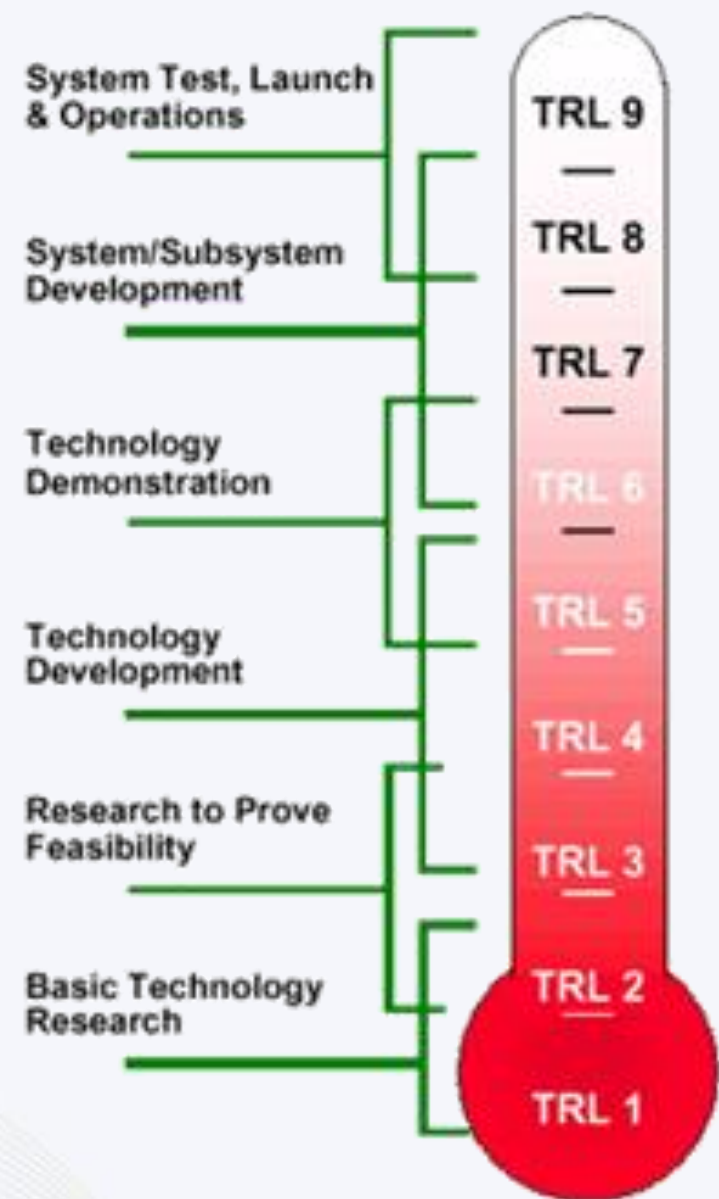 System Test, Launch
& Operations
System/Subsystem
Development
Technology
Demonstration
Technology
Development
Research to Prove
Feasibility
Basic Technology
Research
TRL 9
TRL 8
TRL 7
TRL 6
TRL 5
TRL 4
TRL 3
TRL 2
TRL 1